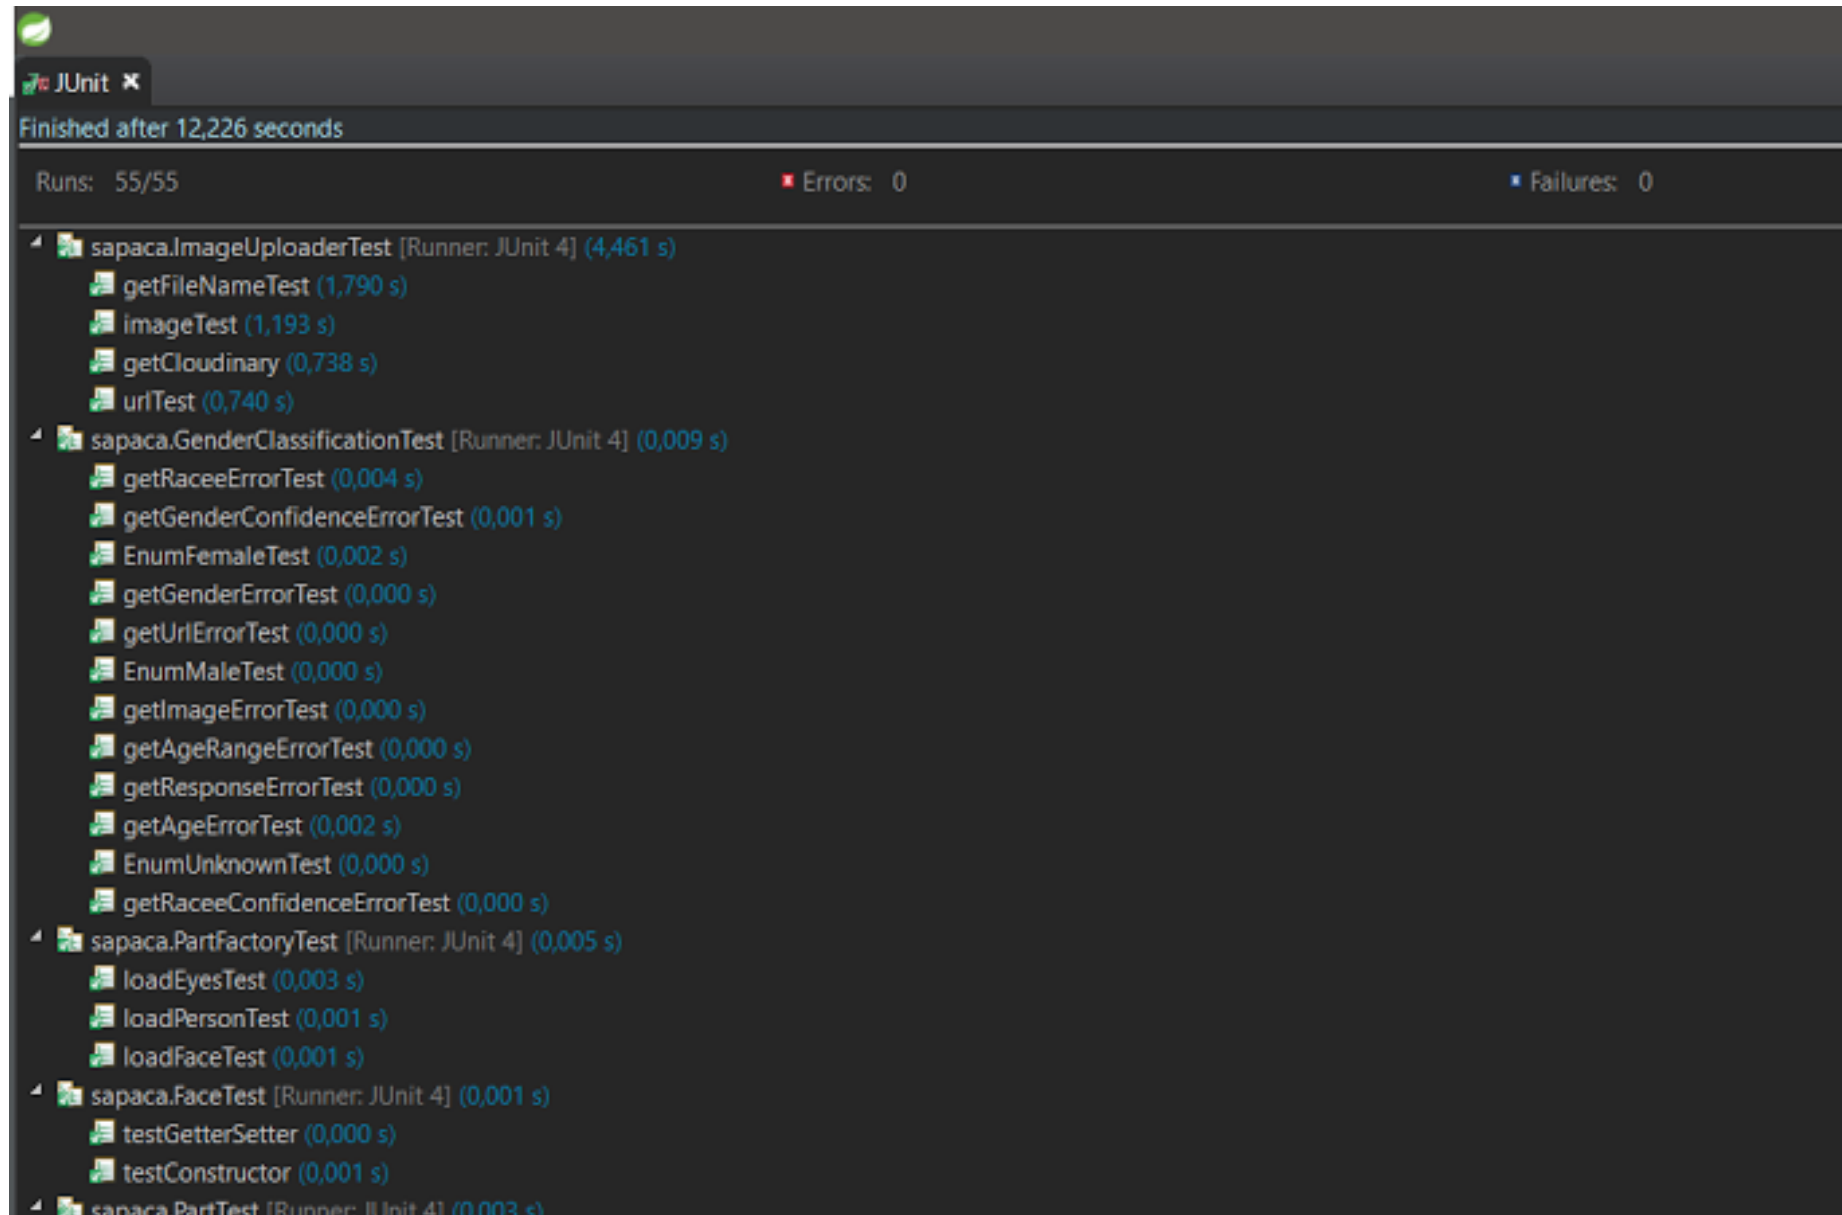 JUnit
Finished after 12,226 seconds
Runs: 55/55 Errors: 0 Failures: 0
sapaca.ImageUploaderTest [Runner: JUnit 4] (4,461 s)
getFileNameTest (1,790 s)
imageTest (1,193 s)
getCloudinary (0,738 s)
urlTest (0,740 s)
sapaca.GenderClassificationTest [Runner: JUnit 4] (0,009 s)
getRaceeErrorTest (0,004 s)
getGenderConfidenceErrorTest (0,001 s)
EnumFemaleTest (0,002 s)
getGenderErrorTest (0,000 s)
getUrlErrorTest (0,000 s)
EnumMaleTest (0,000 s)
getImageErrorTest (0,000 s)
getAgeRangeErrorTest (0,000 s)
getResponseErrorTest (0,000 s)
getAgeErrorTest (0,002 s)
EnumUnknownTest (0,000 s)
getRaceeConfidenceErrorTest (0,000 s)
sapaca.PartFactoryTest [Runner: JUnit 4] (0,005 s)
loadEyesTest (0,003 s)
loadPersonTest (0,001 s)
loadFaceTest (0,001 s)
sapaca.FaceTest [Runner: JUnit 4] (0,001 s)
testGetterSetter (0,000 s)
testConstructor (0,001 s)
sapaca.PartTest [Runner: JUnit 4] (0,003 s)